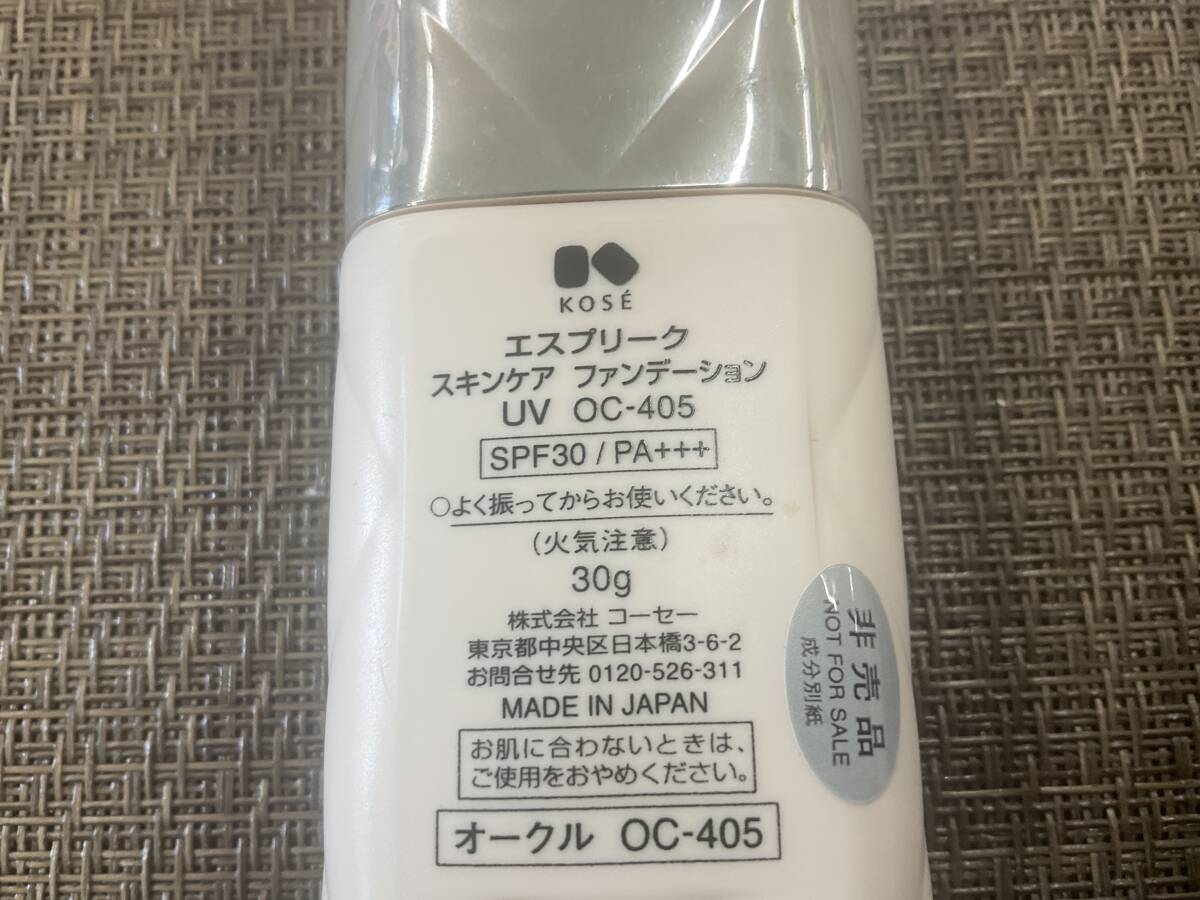 KOSÉ
エスプリーク
スキンケア ファンデーション
UV OC-405
SPF30 / PA+++
○よく振ってからお使いください。
(火気注意)
30g
株式会社 コーセー
東京都中央区日本橋3-6-2
お問合せ先 0120-526-311
MADE IN JAPAN
お肌に合わないときは、
ご使用をおやめください。
オークル OC-405
非売品
NOT FOR SALE
成分別紙